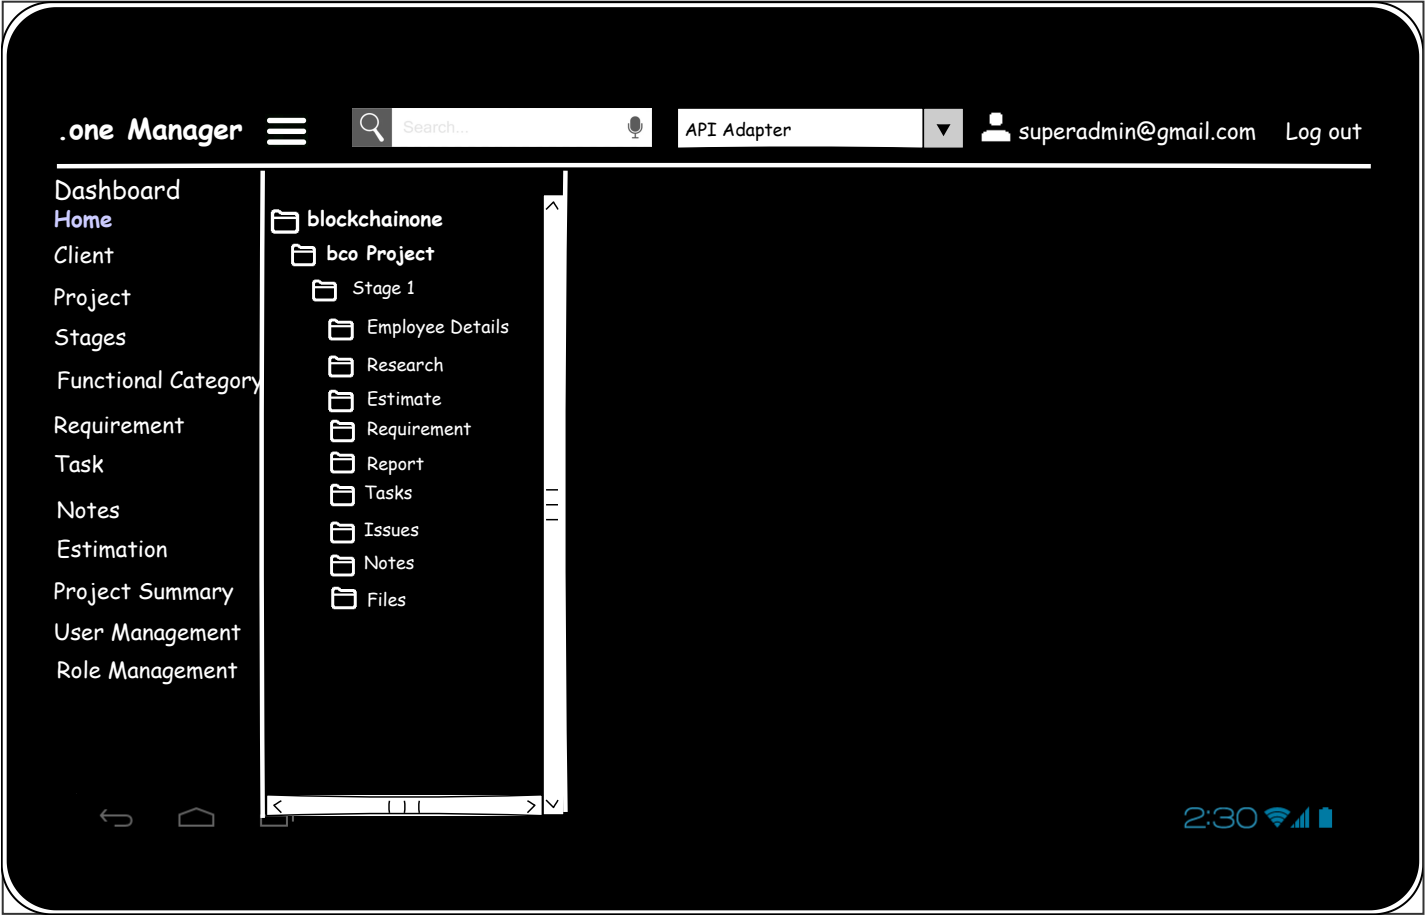 .one Manager
Search...
API Adapter
superadmin@gmail.com
Log out
Dashboard
Home
Client
Project
Stages
Functional Category
Requirement
Task
Notes
Estimation
Project Summary
User Management
Role Management
blockchainone
bco Project
Stage 1
Employee Details
Research
Estimate
Requirement
Report
Tasks
Issues
Notes
Files
2:30